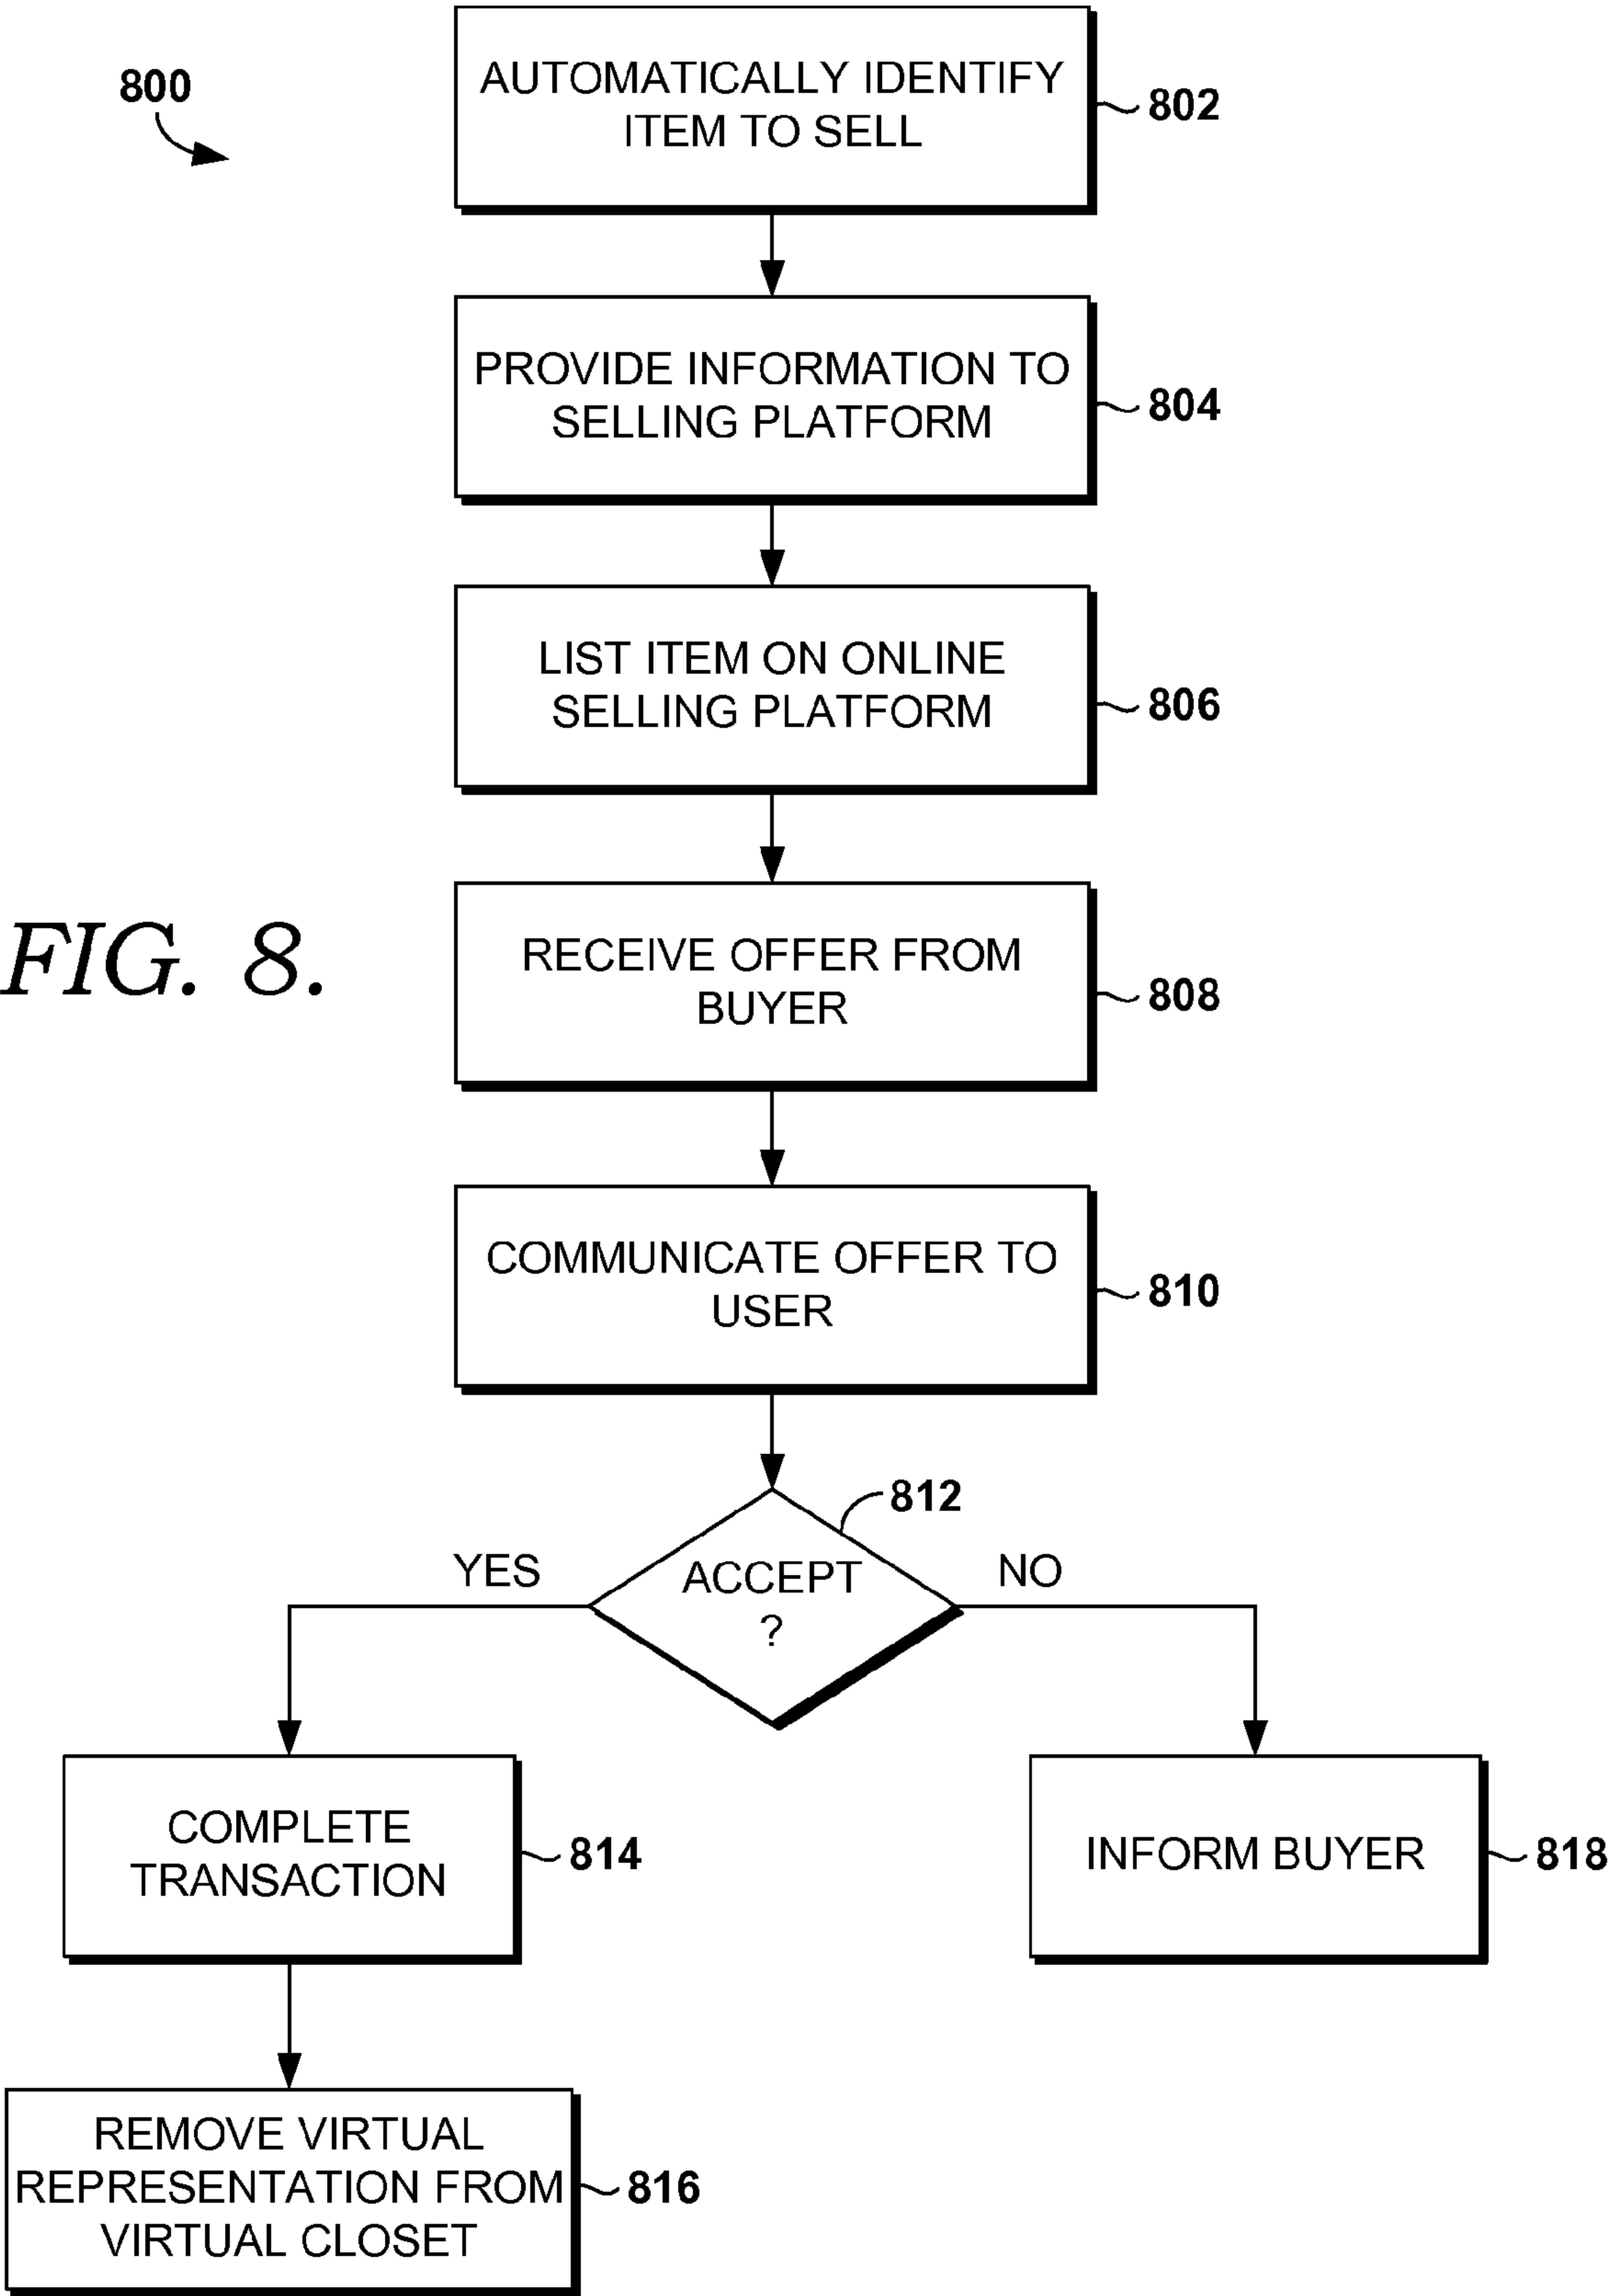 800
AUTOMATICALLY IDENTIFY
ITEM TO SELL
802
PROVIDE INFORMATION TO
SELLING PLATFORM
804
LIST ITEM ON ONLINE
SELLING PLATFORM
806
FIG. 8.
RECEIVE OFFER FROM
BUYER
808
COMMUNICATE OFFER TO
USER
810
812
YES
ACCEPT
?
NO
COMPLETE
TRANSACTION
814
INFORM BUYER
818
REMOVE VIRTUAL
REPRESENTATION FROM
VIRTUAL CLOSET
816